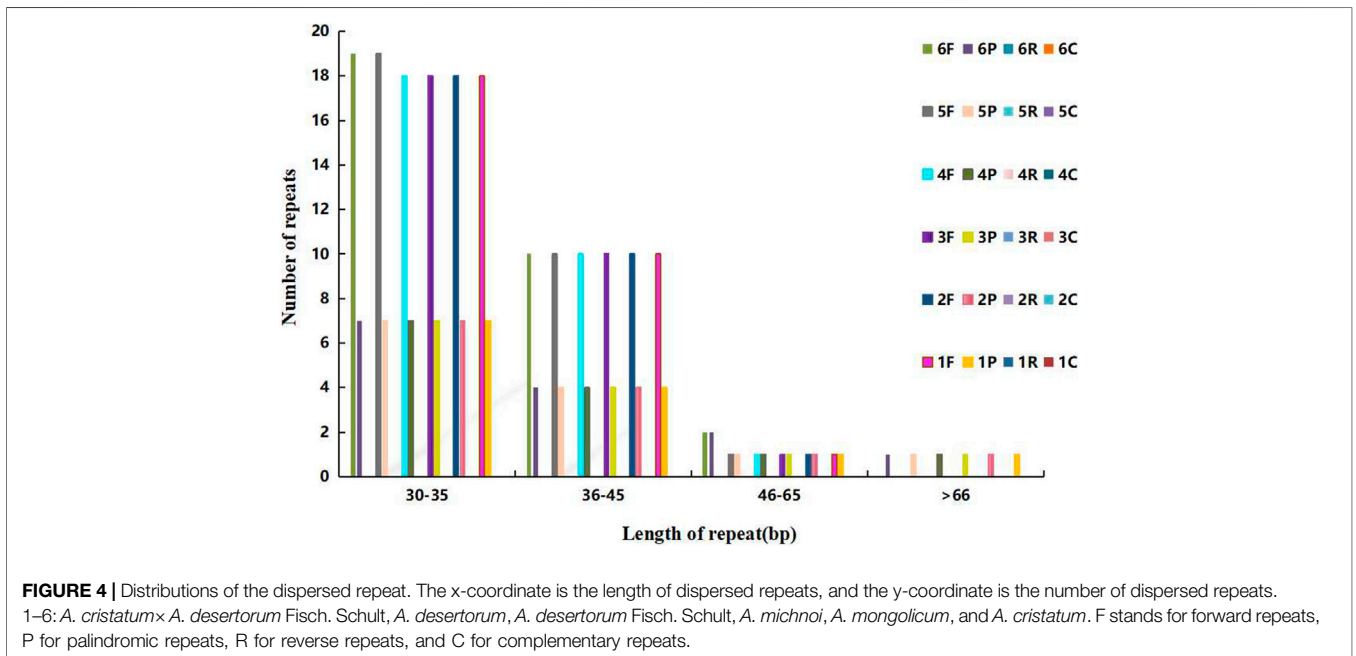 20
18
16
14
12
10
8
6
4
2
0
Number of repeats
30-35 36-45 46-65 >66
Length of repeat(bp)
6F 6P 6R 6C
5F 5P 5R 5C
4F 4P 4R 4C
3F 3P 3R 3C
2F 2P 2R 2C
1F 1P 1R 1C
FIGURE 4 | Distributions of the dispersed repeat. The x-coordinate is the length of dispersed repeats, and the y-coordinate is the number of dispersed repeats.
1–6: A. cristatum× A. desertorum Fisch. Schult, A. desertorum, A. desertorum Fisch. Schult, A. michnoi, A. mongolicum, and A. cristatum. F stands for forward repeats,
P for palindromic repeats, R for reverse repeats, and C for complementary repeats.